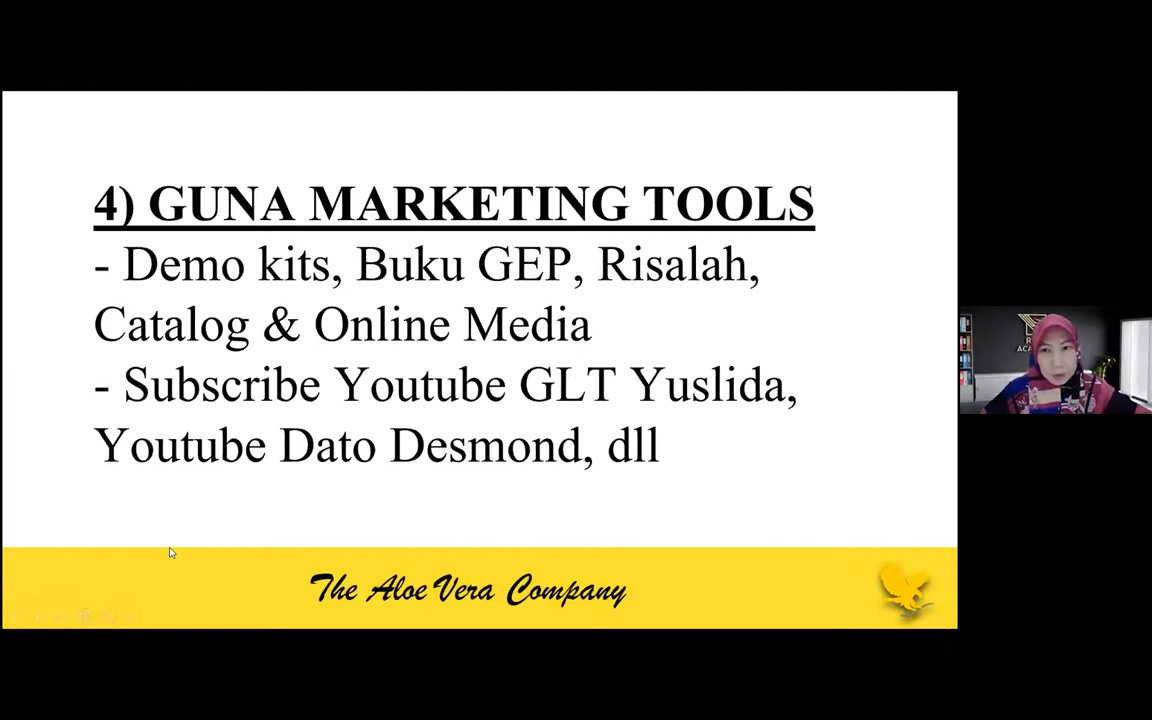 4) GUNA MARKETING TOOLS
- Demo kits, Buku GEP, Risalah,
Catalog & Online Media
- Subscribe Youtube GLT Yuslida,
Youtube Dato Desmond, dll
The Aloe Vera Company